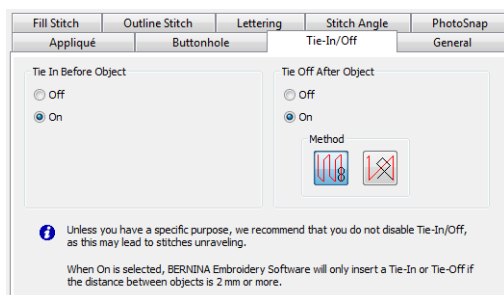 Fill Stitch Outline Stitch Lettering Stitch Angle PhotoSnap
Appliqué Buttonhole Tie-In/Off General
Tie In Before Object
Off
On
Tie Off After Object
Off
On
Method
Unless you have a specific purpose, we recommend that you do not disable Tie-In/Off,
as this may lead to stitches unraveling.
When On is selected, BERNINA Embroidery Software will only insert a Tie-In or Tie-Off if
the distance between objects is 2 mm or more.